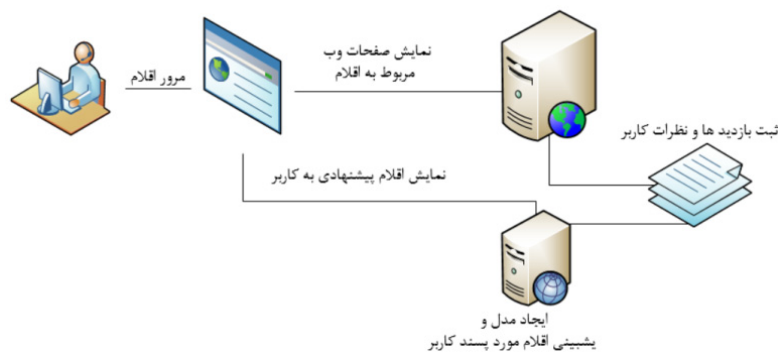 نمایش صفحات وب
مربوط به اقلام
مرور اقلام
ثبت بازدید ها و نظرات کاربر
نمایش اقلام پیشنهادی به کاربر
ایجاد مدل و
یشبینی اقلام مورد پسند کاربر